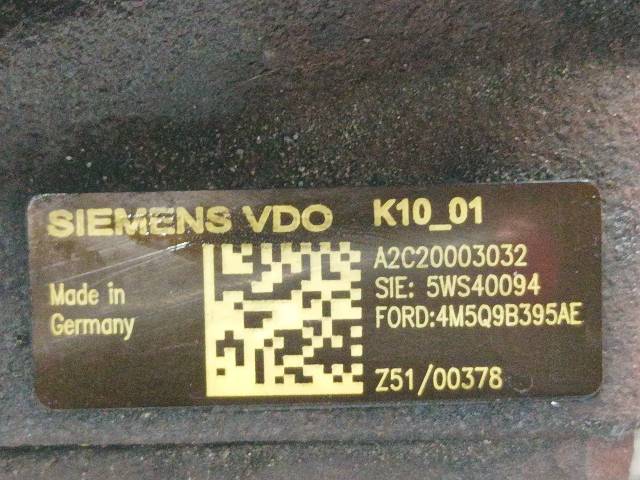 SIEMENS VDO K10_01
A2C20003032
Made in
Germany
SIE: 5WS40094
FORD:4M5Q9B395AE
Z51/00378